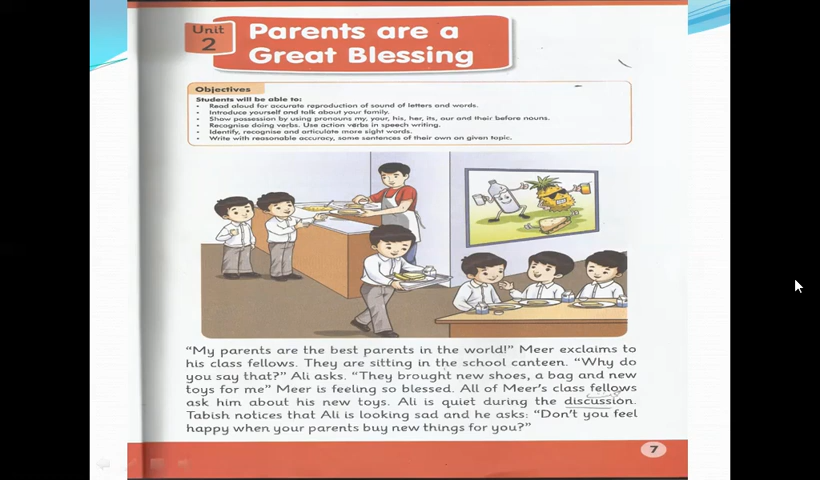 Unit
2
Parents are a
Great Blessing
Objectives
Students will be able to:
• Read aloud for accurate reproduction of sound of letters and words.
• Introduce yourself and talk about your family.
• Show possession by using pronouns my, your, his, her, its, our and their before nouns.
• Recognise doing verbs. Use action verbs in speech writing.
• Identify, recognise and articulate more sight words.
• Write with reasonable accuracy, some sentences of their own on given topic.
“My parents are the best parents in the world!” Meer exclaims to
his class fellows. They are sitting in the school canteen. “Why do
you say that?” Ali asks. “They brought new shoes, a bag and new
toys for me” Meer is feeling so blessed. All of Meer’s class fellows
ask him about his new toys. Ali is quiet during the discussion.
Tabish notices that Ali is looking sad and he asks: “Don’t you feel
happy when your parents buy new things for you?”
7